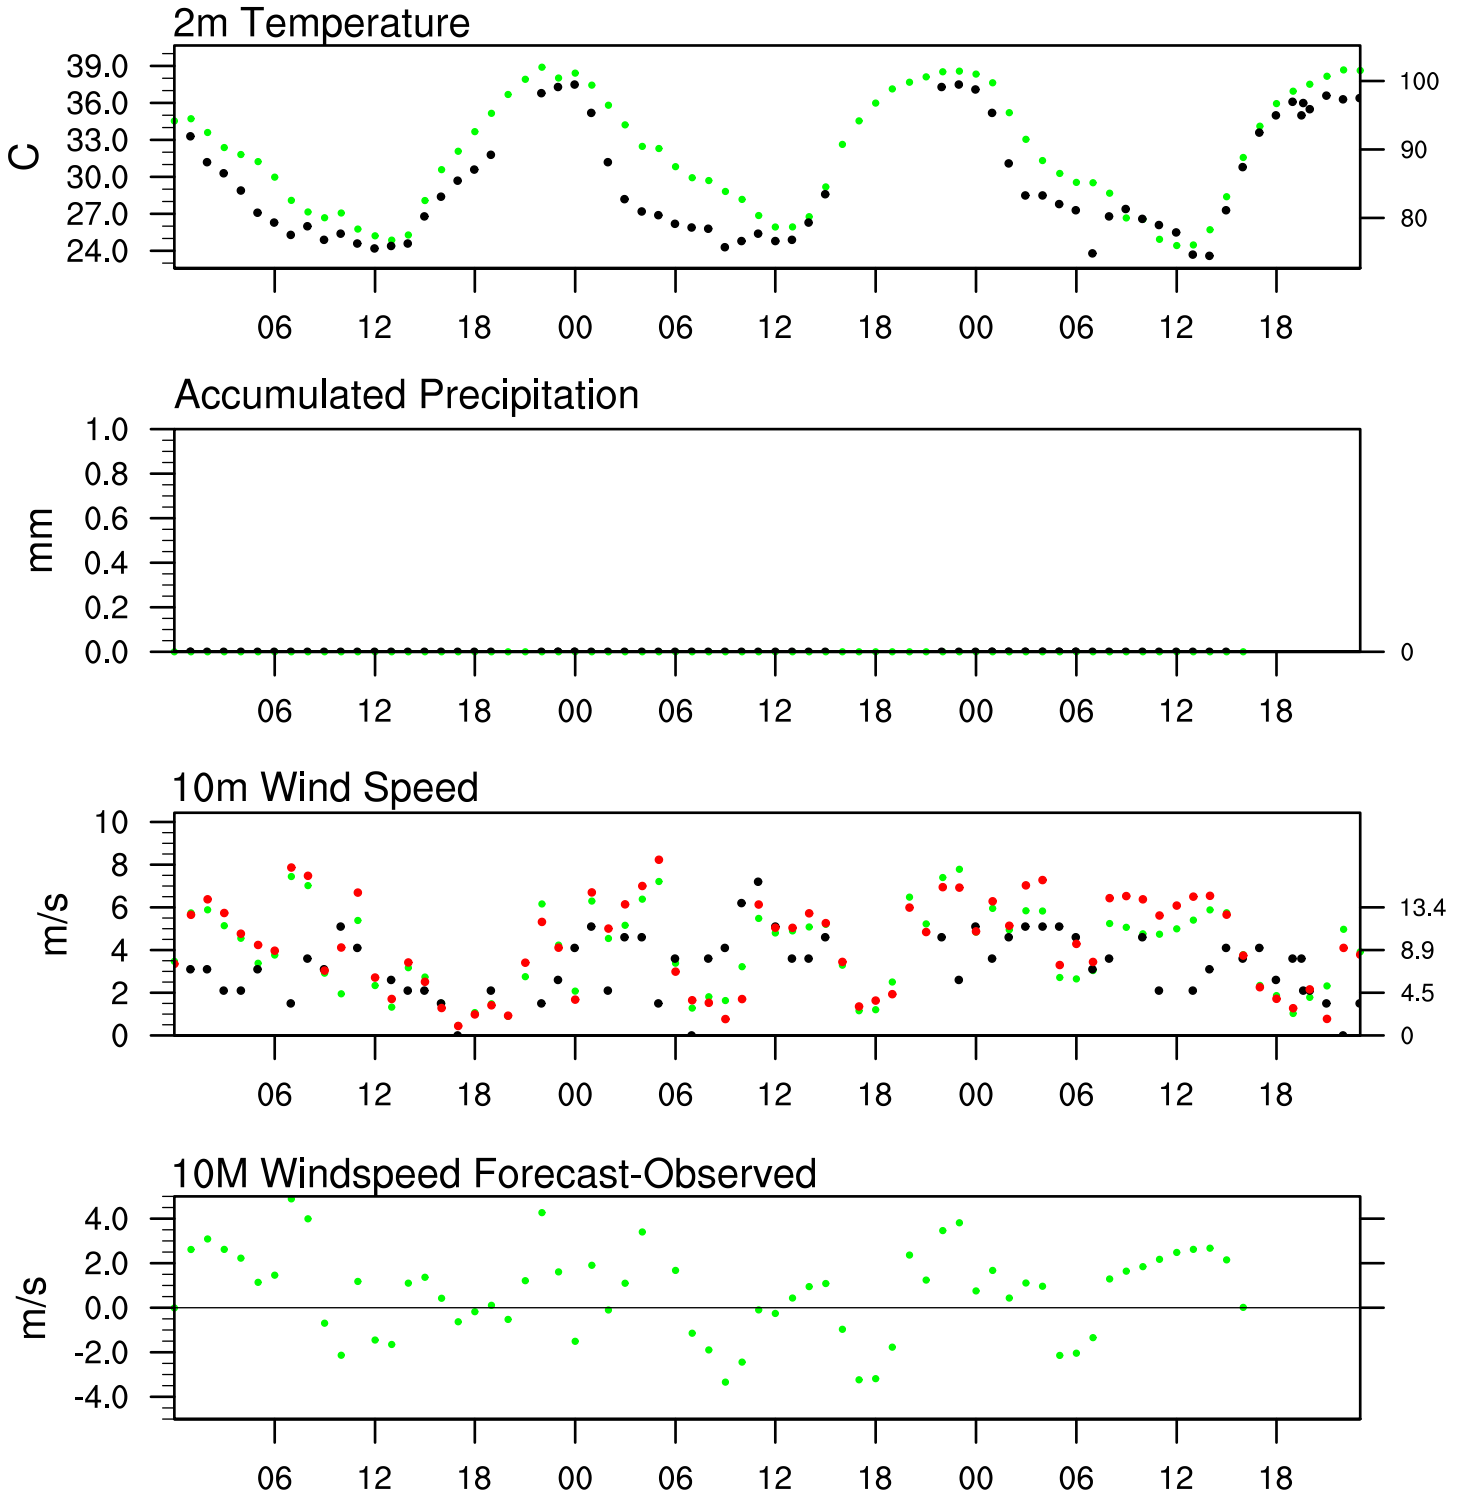 2m Temperature
39.0
36.0
33.0
30.0
27.0
24.0
C
100
90
80
06 12 18 00 06 12 18 00 06 12 18
Accumulated Precipitation
1.0
0.8
0.6
0.4
0.2
0.0
mm
0
06 12 18 00 06 12 18 00 06 12 18
10m Wind Speed
10
8
6
4
2
0
m/s
13.4
8.9
4.5
0
06 12 18 00 06 12 18 00 06 12 18
10M Windspeed Forecast-Observed
4.0
2.0
0.0
-2.0
-4.0
m/s
06 12 18 00 06 12 18 00 06 12 18